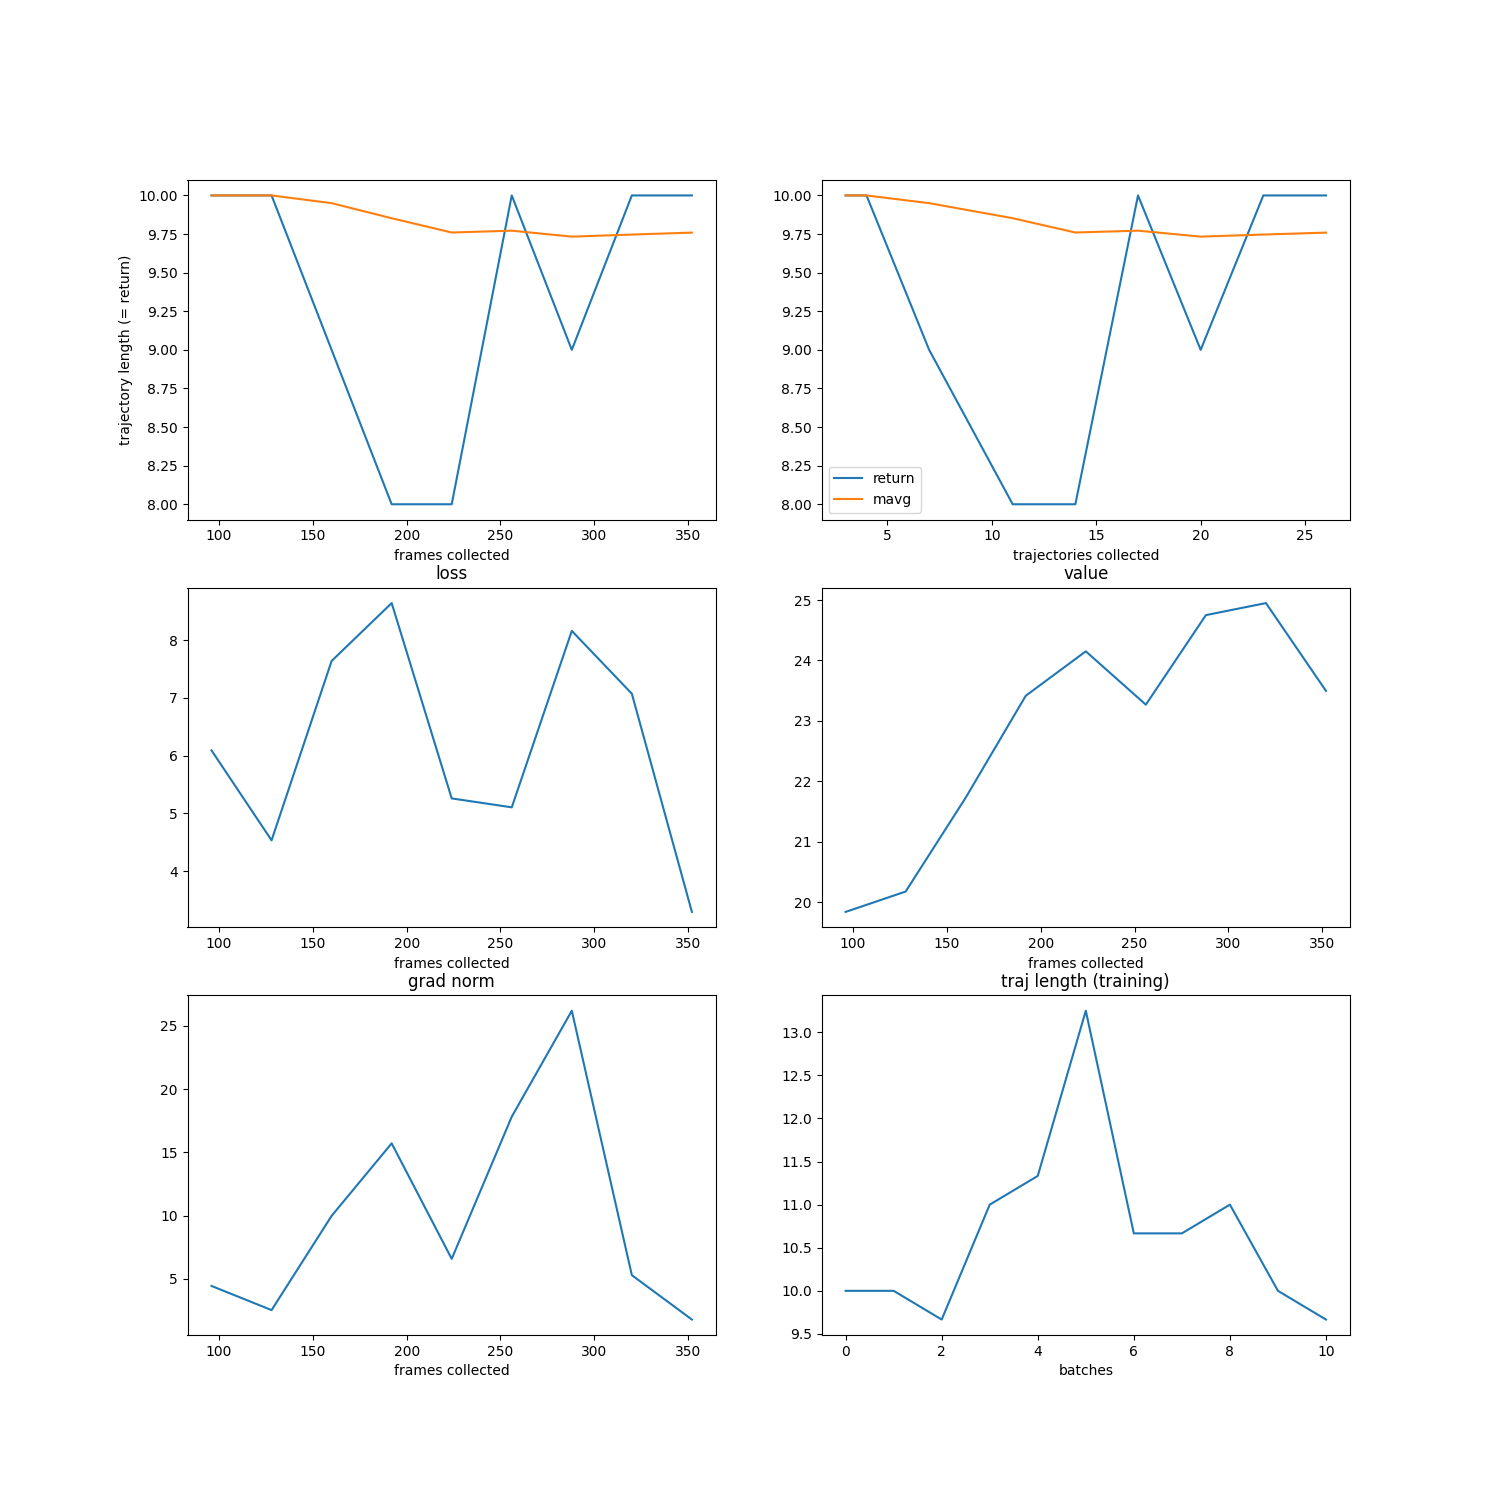 10.00
9.75
9.50
9.25
9.00
8.75
8.50
8.25
8.00
trajectory length (= return)
100 150 200 250 300 350
frames collected
10.00
9.75
9.50
9.25
9.00
8.75
8.50
8.25
8.00
return
mavg
5 10 15 20 25
trajectories collected
loss
8
7
6
5
4
100 150 200 250 300 350
frames collected
value
25
24
23
22
21
20
100 150 200 250 300 350
frames collected
grad norm
25
20
15
10
5
100 150 200 250 300 350
frames collected
traj length (training)
13.0
12.5
12.0
11.5
11.0
10.5
10.0
9.5
0 2 4 6 8 10
batches